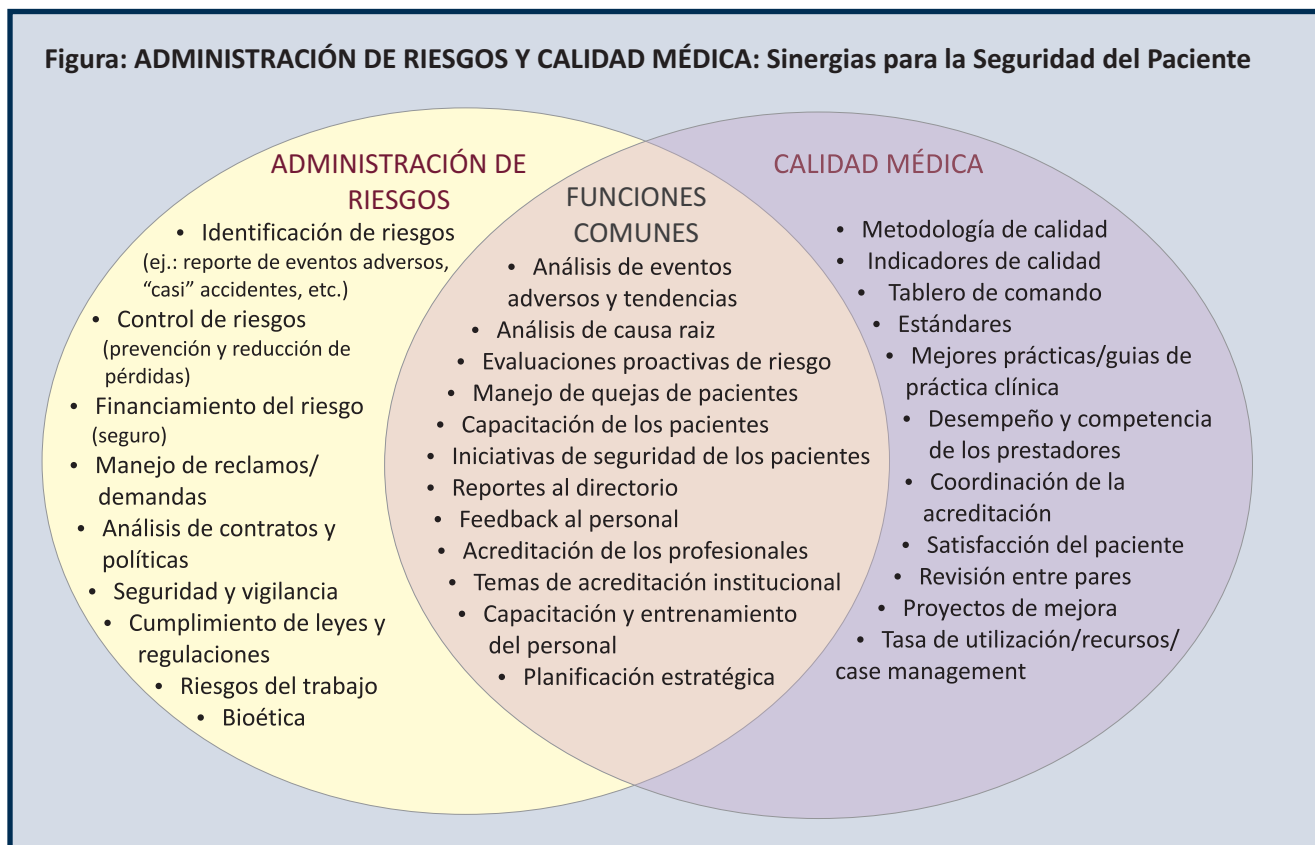 Figura: ADMINISTRACIÓN DE RIESGOS Y CALIDAD MÉDICA: Sinergias para la Seguridad del Paciente
ADMINISTRACIÓN DE
RIESGOS
• Identificación de riesgos
(ej.: reporte de eventos adversos,
“casi” accidentes, etc.)
• Control de riesgos
(prevención y reducción de
pérdidas)
• Financiamiento del riesgo
(seguro)
• Manejo de reclamos/
demandas
• Análisis de contratos y
políticas
• Seguridad y vigilancia
• Cumplimiento de leyes y
regulaciones
• Riesgos del trabajo
• Bioética
FUNCIONES
COMUNES
• Análisis de eventos
adversos y tendencias
• Análisis de causa raiz
• Evaluaciones proactivas de riesgo
• Manejo de quejas de pacientes
• Capacitación de los pacientes
• Iniciativas de seguridad de los pacientes
• Reportes al directorio
• Feedback al personal
• Acreditación de los profesionales
• Temas de acreditación institucional
• Capacitación y entrenamiento
del personal
• Planificación estratégica
CALIDAD MÉDICA
• Metodología de calidad
• Indicadores de calidad
• Tablero de comando
• Estándares
• Mejores prácticas/guias de
práctica clínica
• Desempeño y competencia
de los prestadores
• Coordinación de la
acreditación
• Satisfacción del paciente
• Revisión entre pares
• Proyectos de mejora
• Tasa de utilización/recursos/
case management